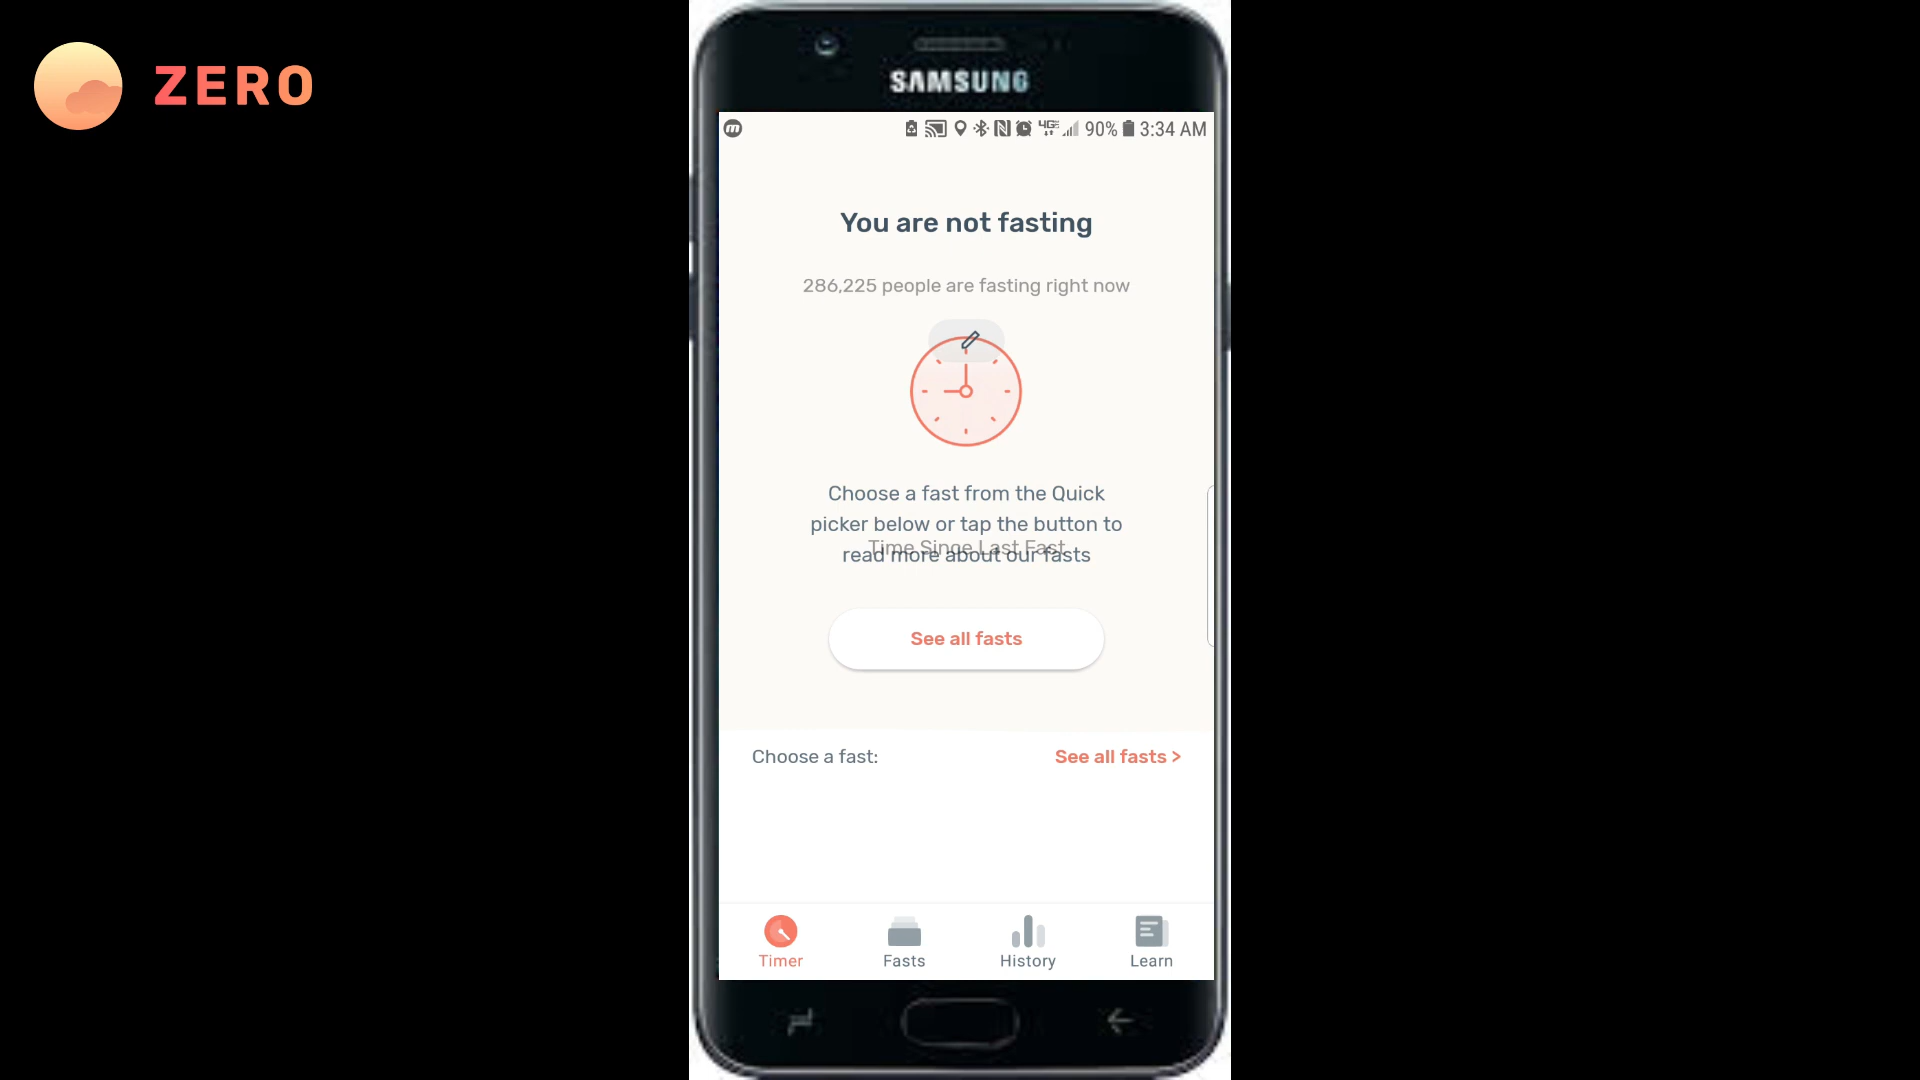 ZERO
SAMSUNG
90% 3:34 AM
You are not fasting
286,225 people are fasting right now
Choose a fast from the Quick
picker below or tap the button to
Time Since Last Fast
read more about our fasts
See all fasts
Choose a fast: See all fasts >
Timer Fasts History Learn